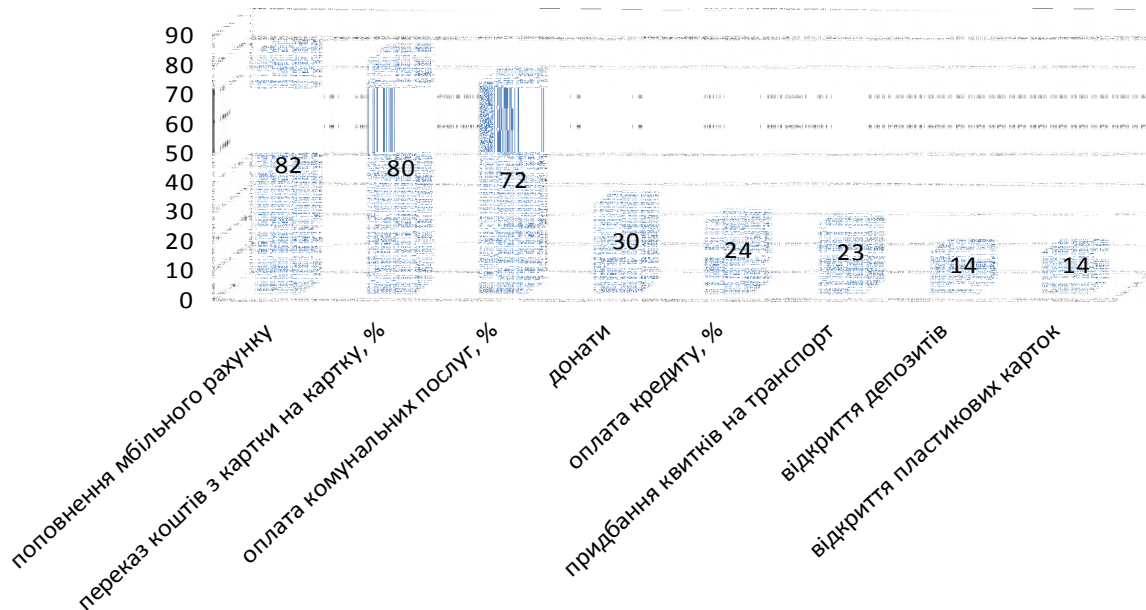 90
80
70
60
50
40
30
20
10
0
82
80
72
30
24
23
14
14
поповнення мбільного рахунку
переказ коштів з картки на картку, %
оплата комунальних послуг, %
донати
оплата кредиту, %
придбання квитків на транспорт
відкриття депозитів
відкриття пластикових карток